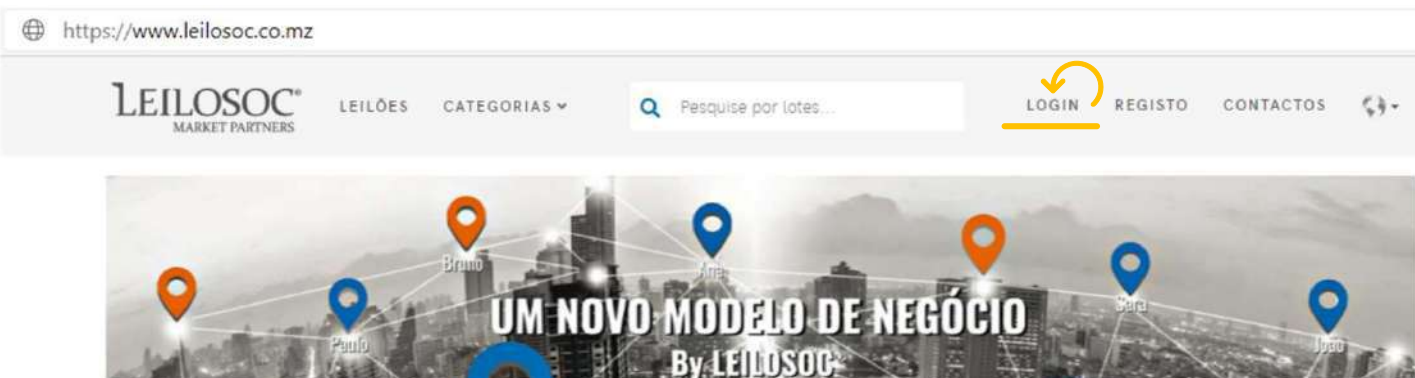 https://www.leilosoc.co.mz
LEILOSOC®
MARKET PARTNERS
LEILÕES
CATEGORIAS
Pesquise por lotes...
LOGIN
REGISTO
CONTACTOS
Bruno
Ana
Sara
Paulo
João
UM NOVO MODELO DE NEGÓCIO
By LEILOSOC®